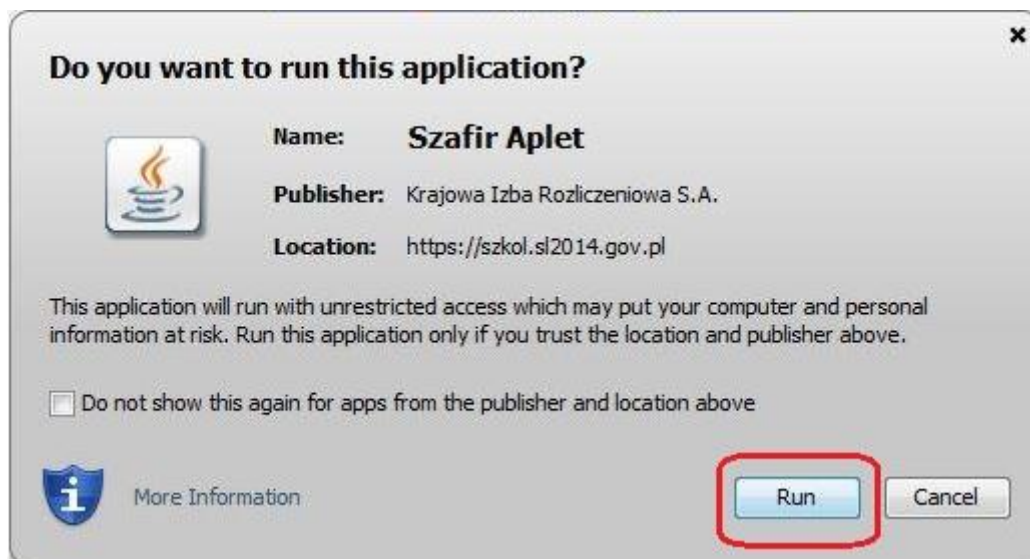 Do you want to run this application?
Name: Szafir Aplet
Publisher: Krajowa Izba Rozliczeniowa S.A.
Location: https://szkol.sl2014.gov.pl
This application will run with unrestricted access which may put your computer and personal
information at risk. Run this application only if you trust the location and publisher above.
Do not show this again for apps from the publisher and location above
More Information Run Cancel